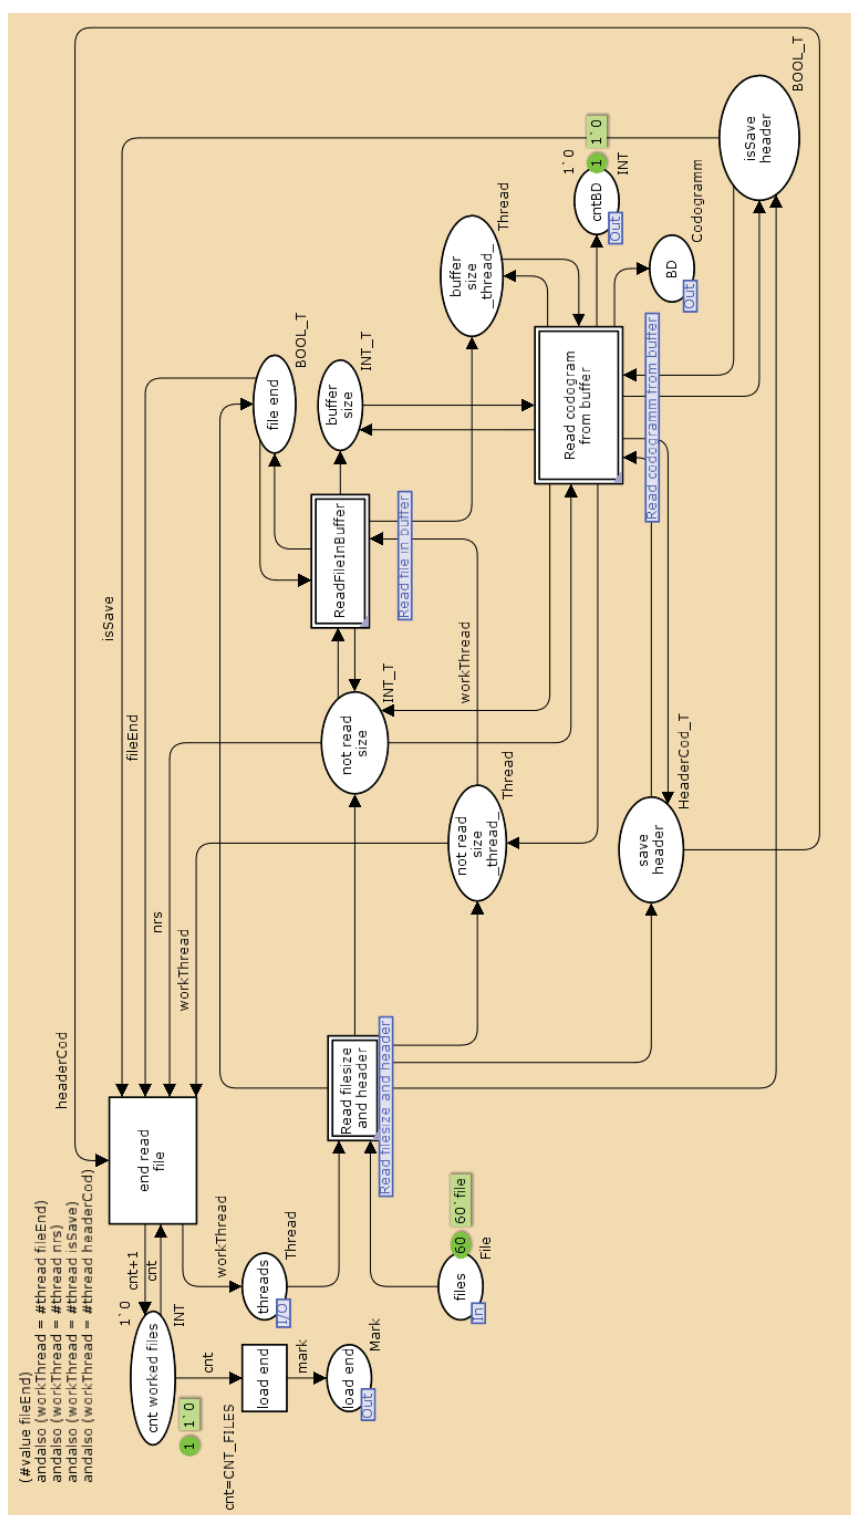 (#value fileEnd)
andalso (workThread = #thread fileEnd)
andalso (workThread = #thread nrs)
andalso (workThread = #thread isSave)
andalso (workThread = #thread headerCod)
headerCod
isSave
fileEnd
nrs
workThread
end read
file
cnt+1
cnt
1`0
cnt worked files
INT
1
1`0
cnt
cnt=CNT_FILES
load end
mark
load end
Mark
Out
workThread
threads
Thread
I/O
files
File
In
60
60`file
Read filesize
and header
Read filesize and header
not read
size
INT_T
not read
size
_thread_
Thread
workThread
save
header
HeaderCod_T
ReadFileInBuffer
Read file in buffer
file end
BOOL_T
buffer
size
INT_T
buffer
size
_thread_
Thread
Read codogram
from buffer
Read codogramm from buffer
cntBD
1`0
INT
Out
1
1`0
BD
Codogramm
Out
isSave
header
BOOL_T